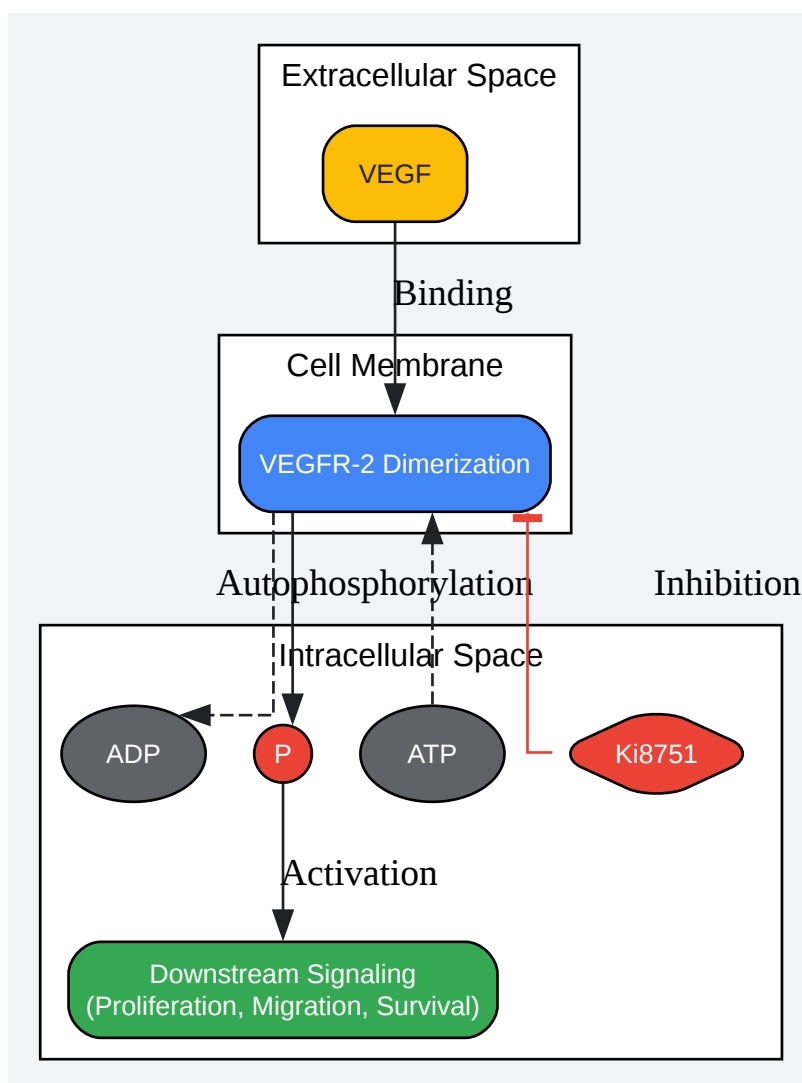 Extracellular Space
VEGF
Binding
Cell Membrane
VEGFR-2 Dimerization
Autophosphorylation
Inhibition
Intracellular Space
ADP
P
ATP
Ki8751
Activation
Downstream Signaling
(Proliferation, Migration, Survival)